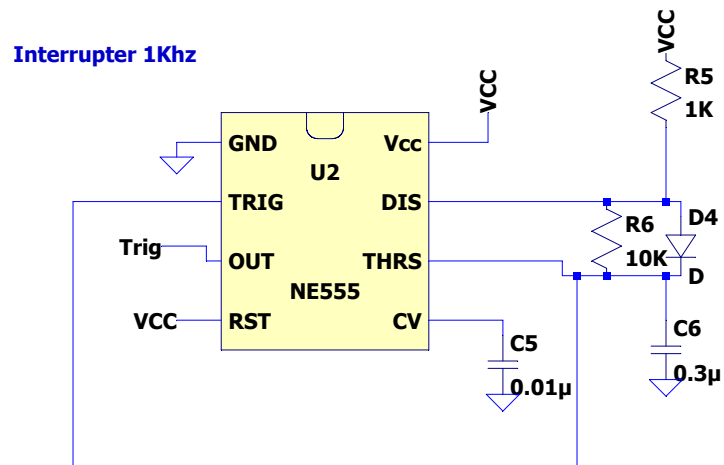 Interrupter 1Khz
VCC
R5
1K
VCC
GND
Vcc
U2
TRIG
DIS
D4
R6
Trig
OUT
THRS
10K
D
NE555
VCC
RST
CV
C5
0.01µ
C6
0.3µ